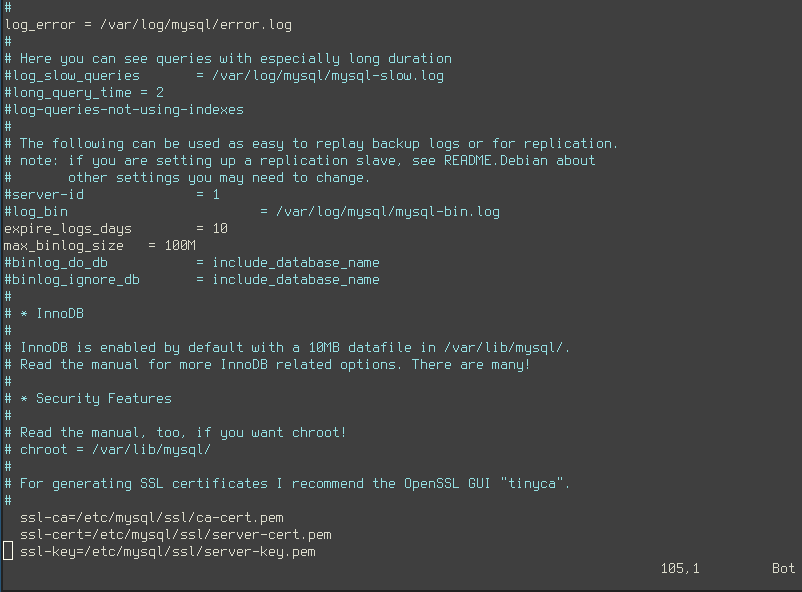 #
log_error = /var/log/mysql/error.log
#
# Here you can see queries with especially long duration
#log_slow_queries       = /var/log/mysql/mysql-slow.log
#long_query_time = 2
#log-queries-not-using-indexes
#
# The following can be used as easy to replay backup logs or for replication.
# note: if you are setting up a replication slave, see README.Debian about
#       other settings you may need to change.
#server-id              = 1
#log_bin                        = /var/log/mysql/mysql-bin.log
expire_logs_days        = 10
max_binlog_size   = 100M
#binlog_do_db           = include_database_name
#binlog_ignore_db       = include_database_name
#
# * InnoDB
#
# InnoDB is enabled by default with a 10MB datafile in /var/lib/mysql/.
# Read the manual for more InnoDB related options. There are many!
#
# * Security Features
#
# Read the manual, too, if you want chroot!
# chroot = /var/lib/mysql/
#
# For generating SSL certificates I recommend the OpenSSL GUI "tinyca".
#
  ssl-ca=/etc/mysql/ssl/ca-cert.pem
  ssl-cert=/etc/mysql/ssl/server-cert.pem
  ssl-key=/etc/mysql/ssl/server-key.pem
105,1         Bot